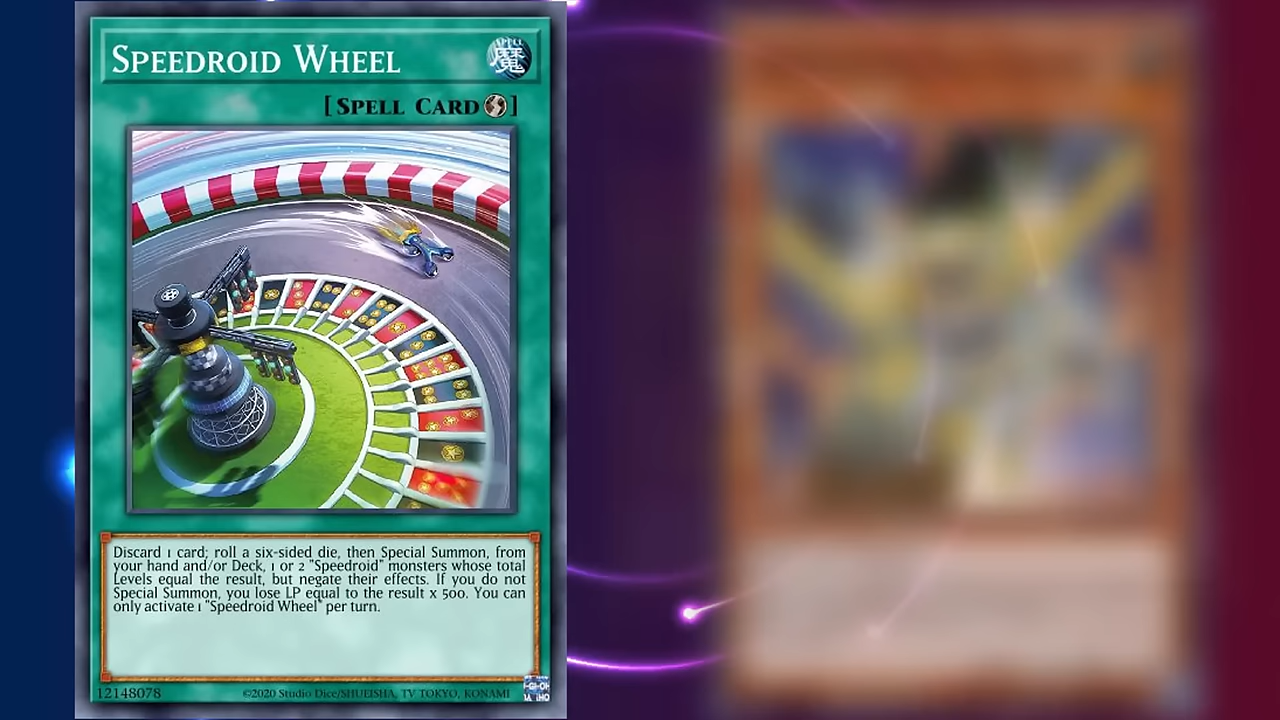 SPEEDROID WHEEL
SPELL
魔
[SPELL CARD]
Discard 1 card; roll a six-sided die, then Special Summon, from
your hand and/or Deck, 1 or 2 "Speedroid" monsters whose total
Levels equal the result, but negate their effects. If you do not
Special Summon, you lose LP equal to the result x 500. You can
only activate 1 "Speedroid Wheel" per turn.
12148078
©2020 Studio Dice/SHUEISHA, TV TOKYO, KONAMI